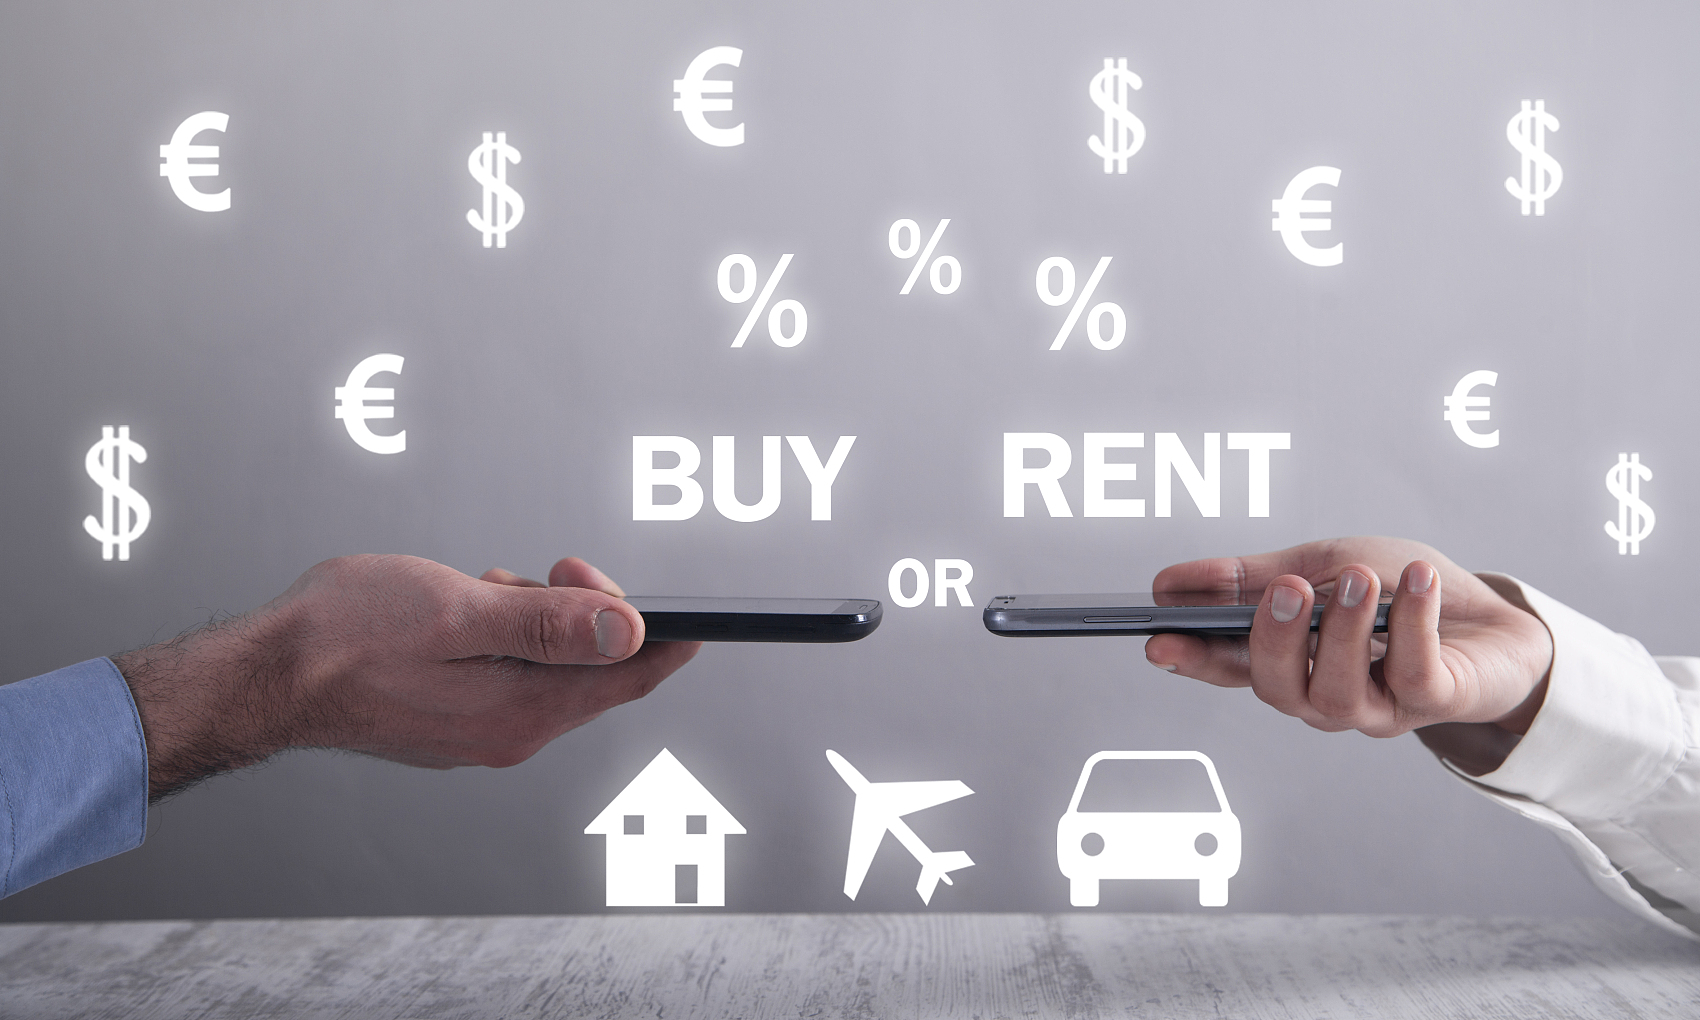 € $ € $ € $
% % %
$ € € $
BUY RENT
OR